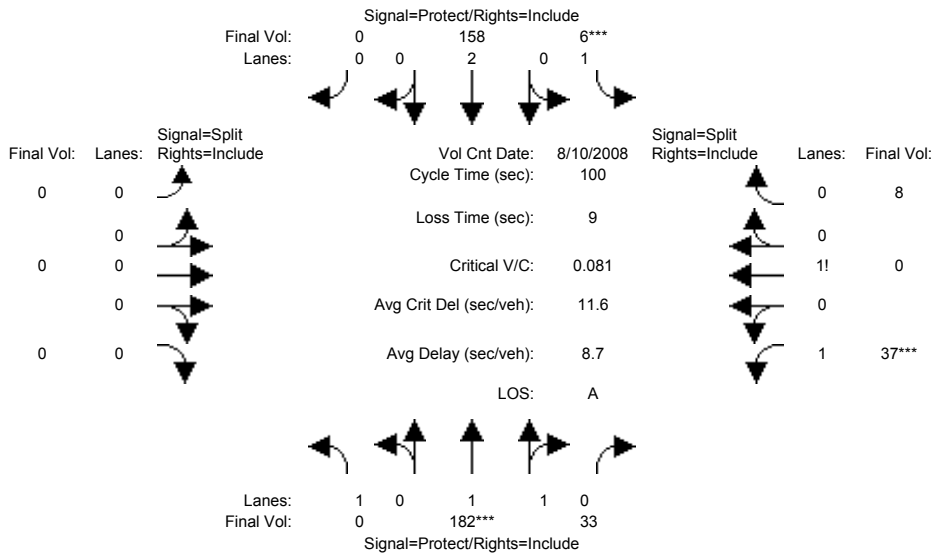 Signal=Protect/Rights=Include
Final Vol: 0 158 6***
Lanes: 0 0 2 0 1
Signal=Split Signal=Split
Final Vol: Lanes: Rights=Include Vol Cnt Date: 8/10/2008 Rights=Include Lanes: Final Vol:
Cycle Time (sec): 100
0 0 0 8
Loss Time (sec): 9
0 0
0 0 Critical V/C: 0.081 1! 0
0 Avg Crit Del (sec/veh): 11.6 0
0 0 Avg Delay (sec/veh): 8.7 1 37***
LOS: A
Lanes: 1 0 1 1 0
Final Vol: 0 182*** 33
Signal=Protect/Rights=Include